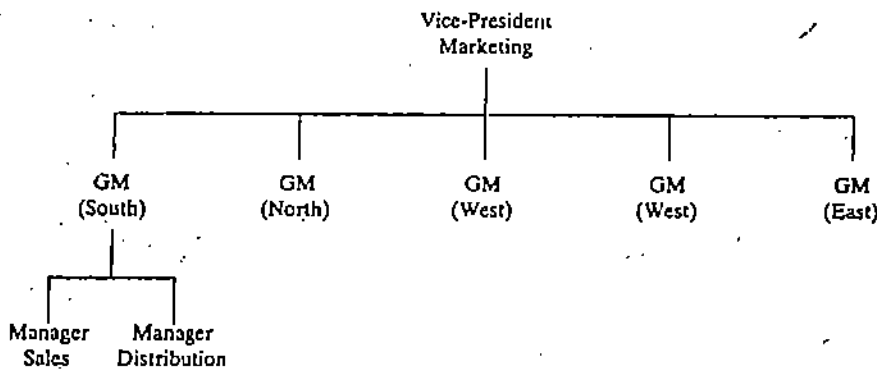 Vice-President
Marketing
GM
(South)
GM
(North)
GM
(West)
GM
(West)
GM
(East)
Manager
Sales
Manager
Distribution